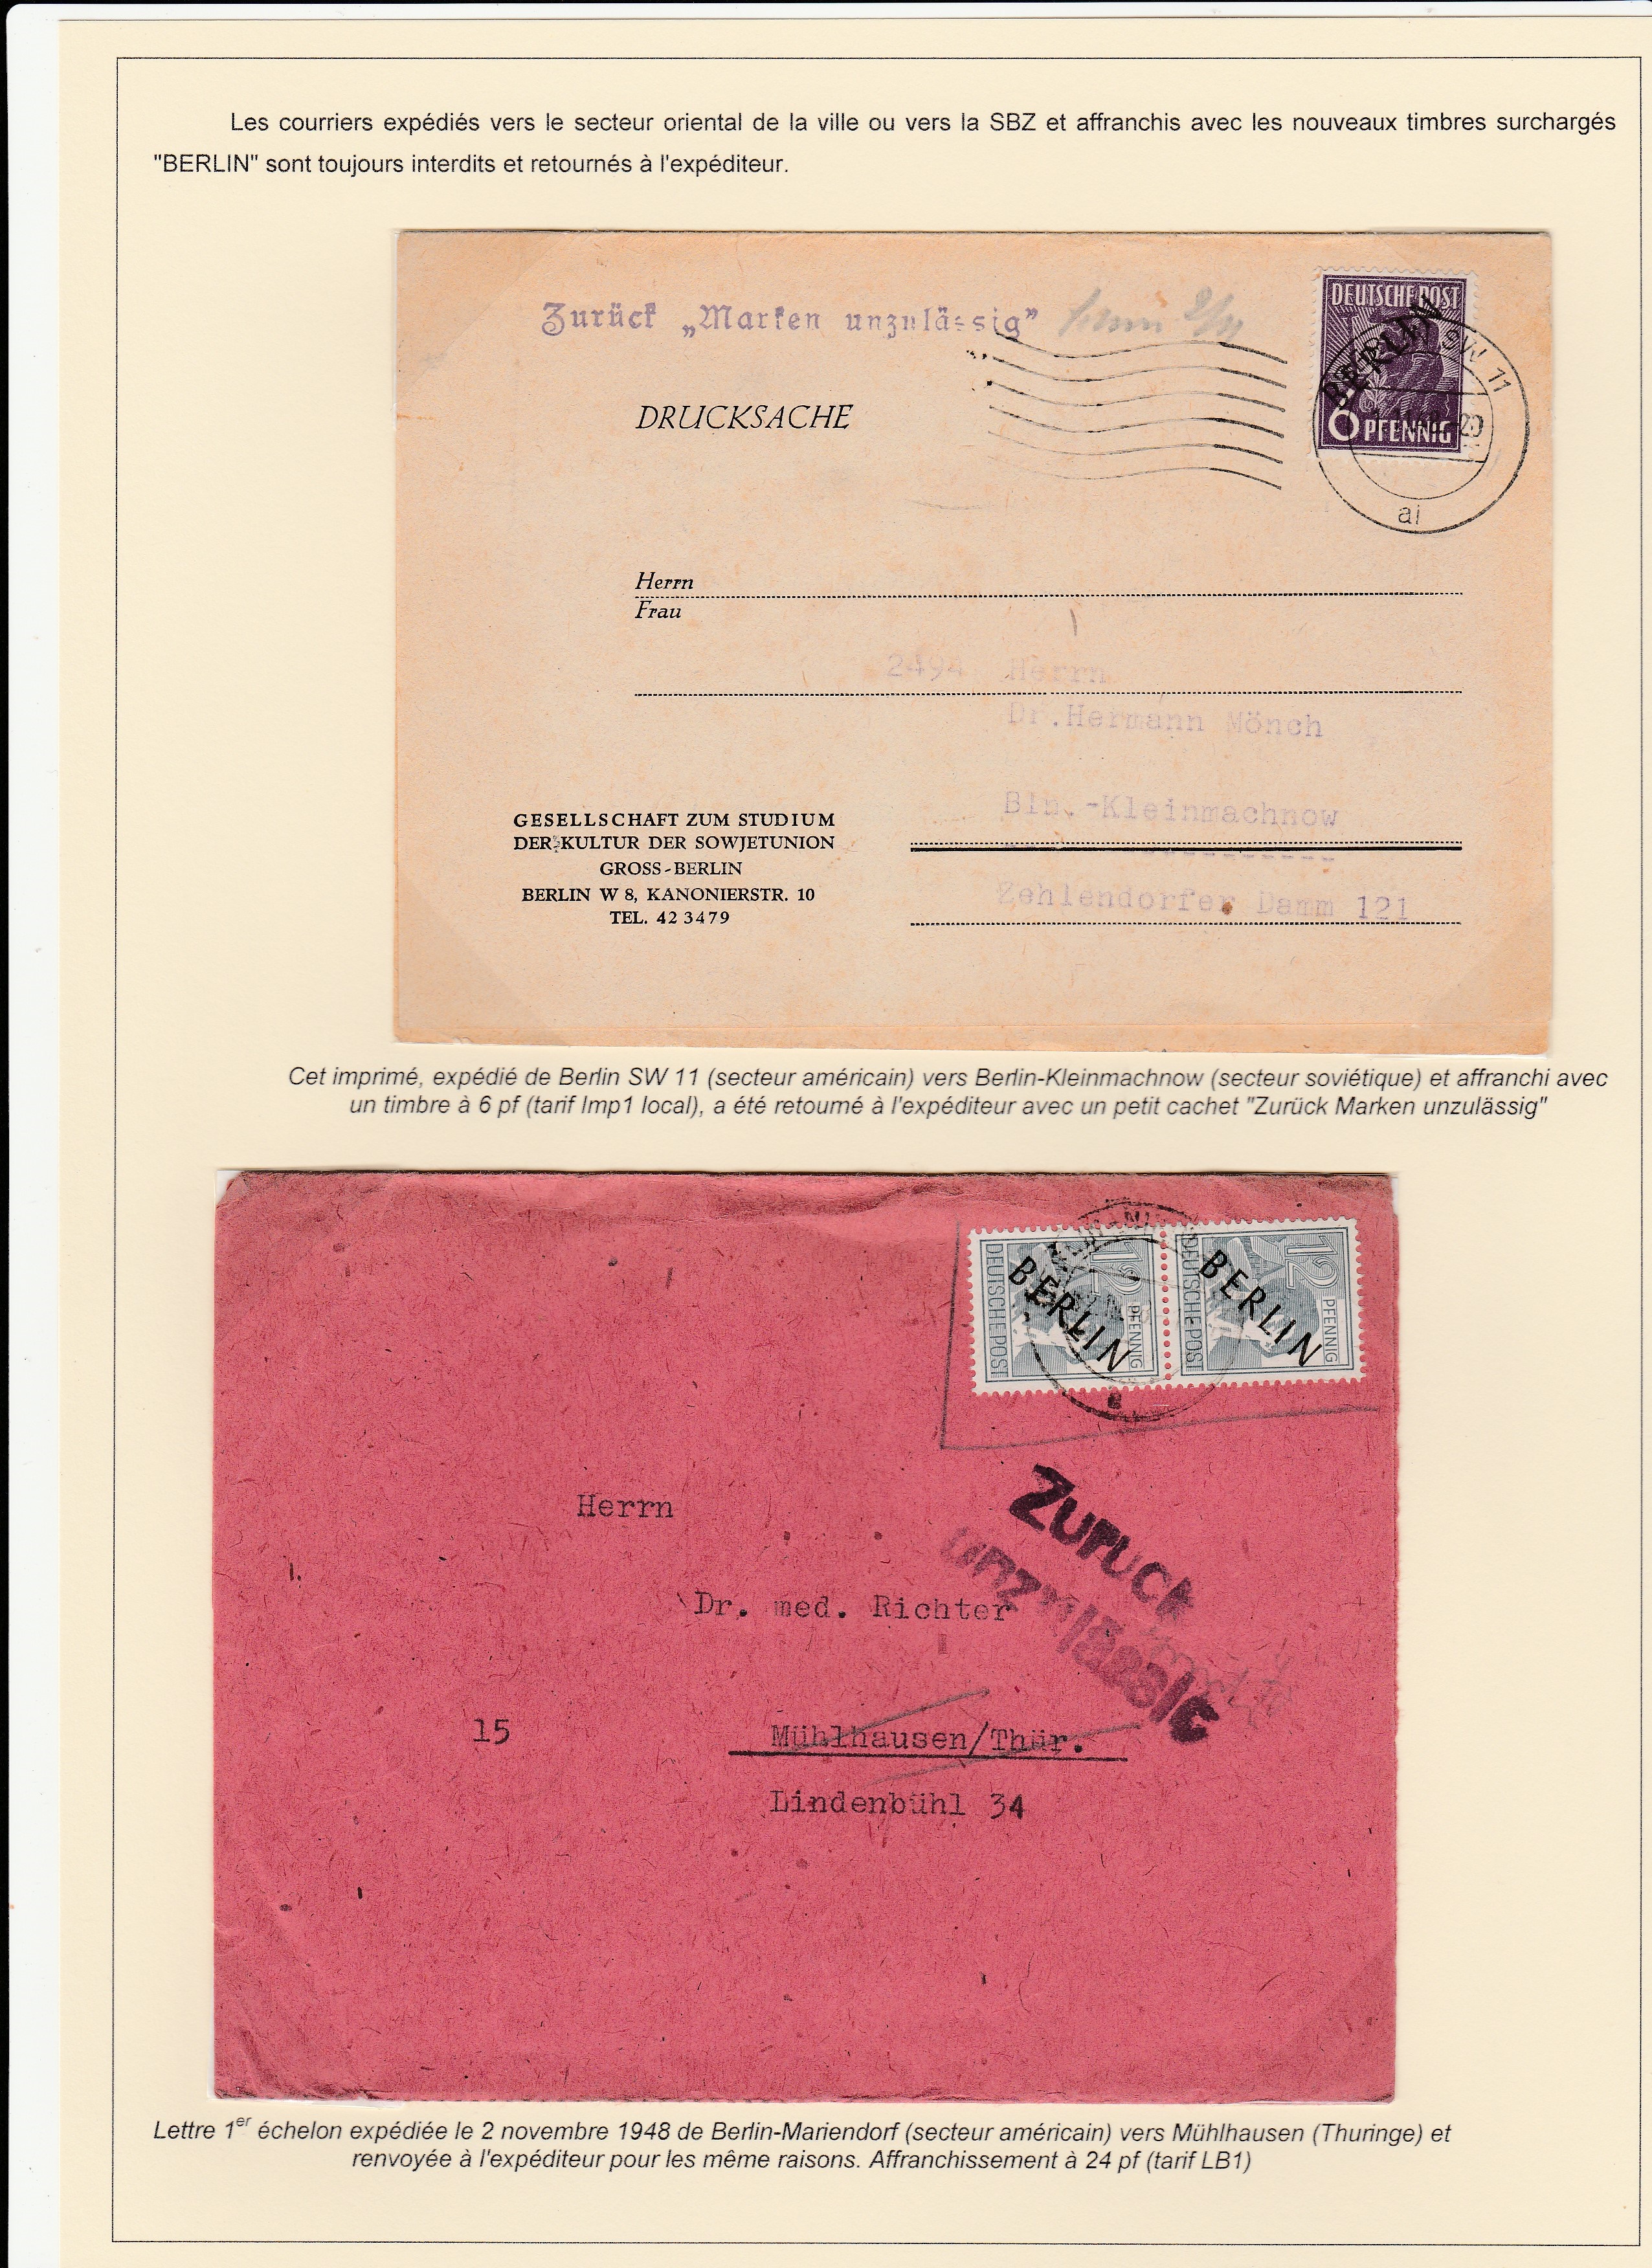 Les courriers expédiés vers le secteur oriental de la ville ou vers la SBZ et affranchis avec les nouveaux timbres surchargés
"BERLIN" sont toujours interdits et retournés à l'expéditeur.
Zurück „Marken unzulässig”
DEUTSCHE POST
BERLIN
6 PFENNIG
SW 11
ai
DRUCKSACHE
Herrn
Frau
2494 Herrn
Dr.Hermann Mönch
Bln.-Kleinmachnow
Zehlendorfer Damm 121
GESELLSCHAFT ZUM STUDIUM
DER KULTUR DER SOWJETUNION
GROSS-BERLIN
BERLIN W 8, KANONIERSTR. 10
TEL. 42 3479
Cet imprimé, expédié de Berlin SW 11 (secteur américain) vers Berlin-Kleinmachnow (secteur soviétique) et affranchi avec
un timbre à 6 pf (tarif Imp1 local), a été retourné à l'expéditeur avec un petit cachet "Zurück Marken unzulässig"
DEUTSCHE POST
BERLIN
12 PFENNIG
DEUTSCHE POST
BERLIN
12 PFENNIG
Zurück
unzulässig
Herrn
Dr. med. Richter
15 Mühlhausen/Thür.
Lindenbühl 34
Lettre 1er échelon expédiée le 2 novembre 1948 de Berlin-Mariendorf (secteur américain) vers Mühlhausen (Thuringe) et
renvoyée à l'expéditeur pour les même raisons. Affranchissement à 24 pf (tarif LB1)